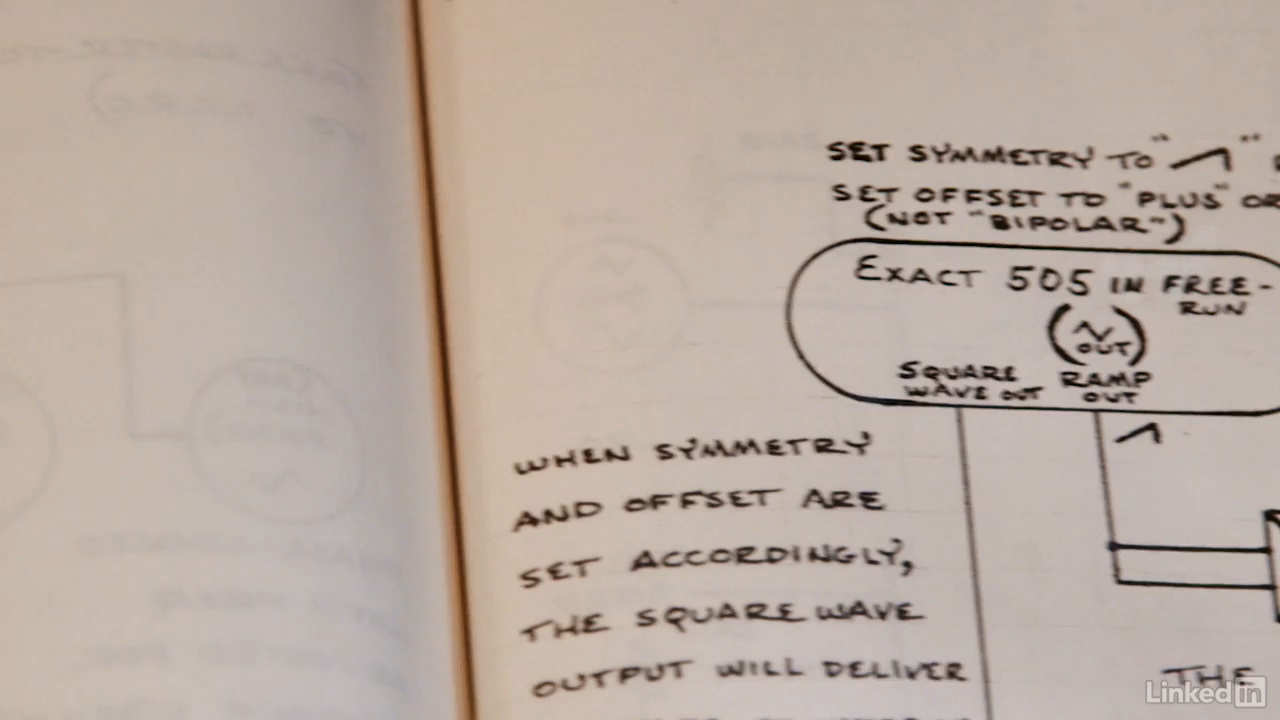 SET SYMMETRY TO " "
SET OFFSET TO "PLUS" OR
(NOT "BIPOLAR")
EXACT 505 IN FREE-
RUN
(~
OUT)
SQUARE
WAVE OUT
RAMP
OUT
WHEN SYMMETRY
AND OFFSET ARE
SET ACCORDINGLY,
THE SQUARE WAVE
OUTPUT WILL DELIVER
THE
LinkedIn